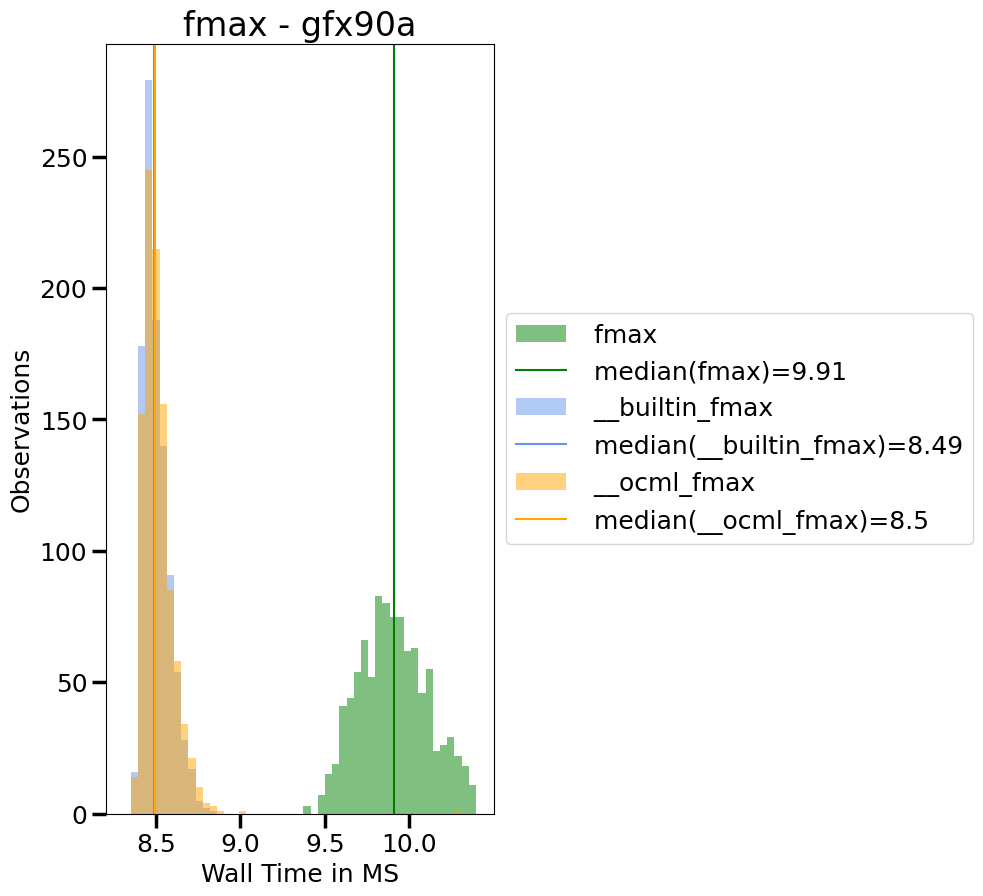 fmax - gfx90a
Observations
250
200
150
100
50
0
8.5
9.0
9.5
10.0
Wall Time in MS
fmax
median(fmax)=9.91
__builtin_fmax
median(__builtin_fmax)=8.49
__ocml_fmax
median(__ocml_fmax)=8.5